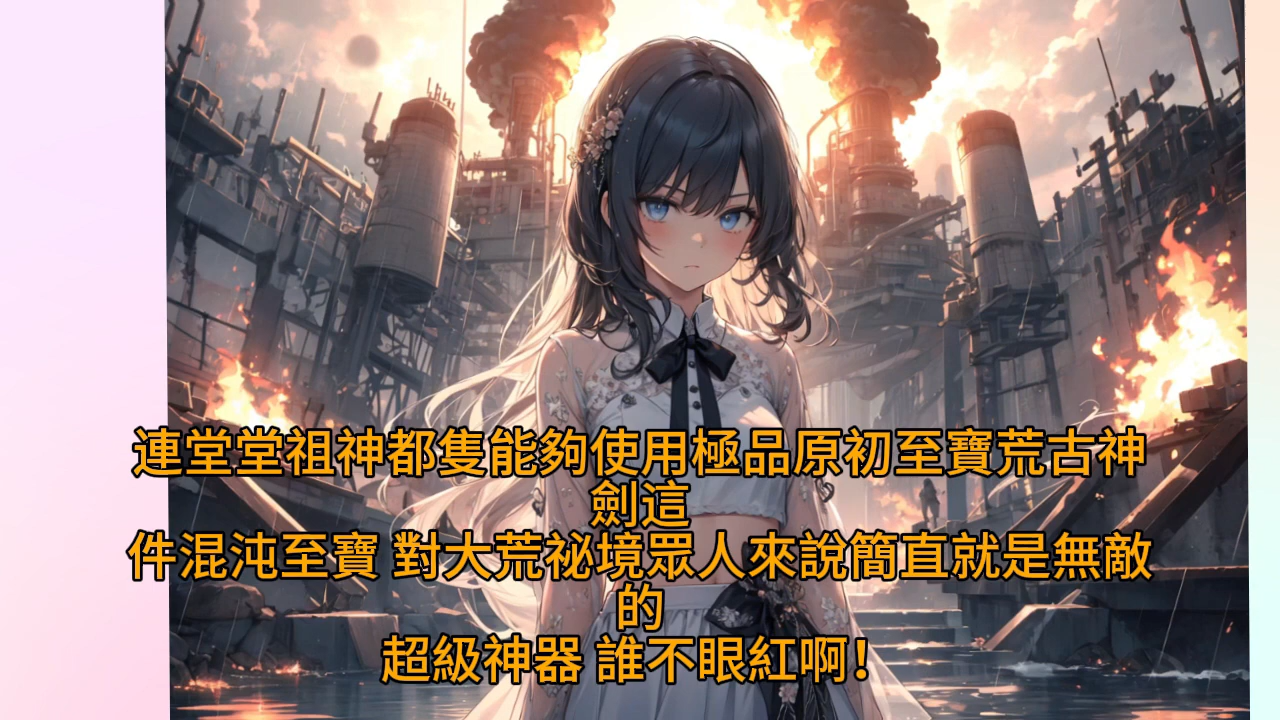 連堂堂祖神都隻能夠使用極品原初至寶荒古神
劍這
件混沌至寶 對大荒祕境眾人來說簡直就是無敵
的
超級神器 誰不眼紅啊！